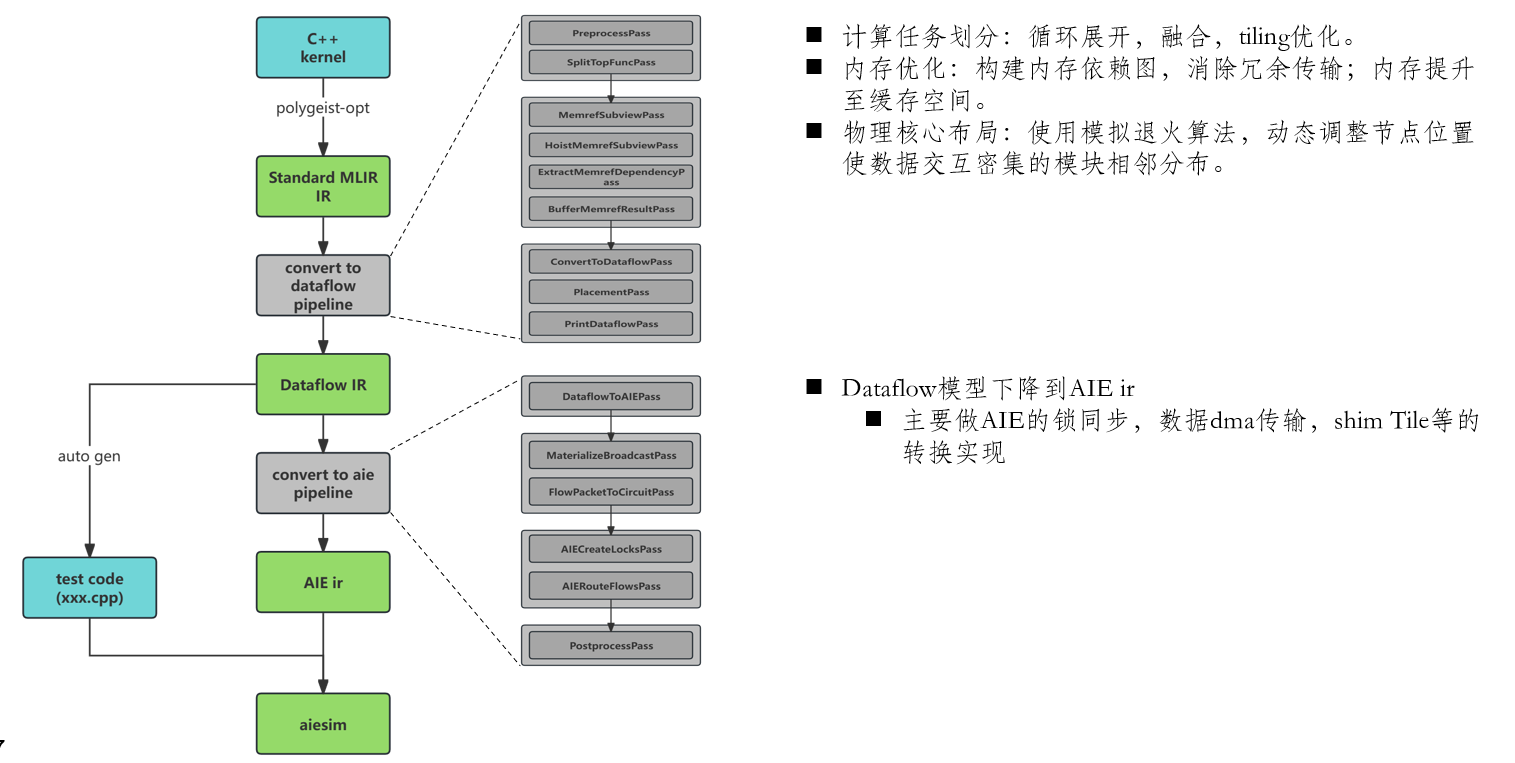 C++
kernel
polygeist-opt
Standard MLIR
IR
convert to
dataflow
pipeline
Dataflow IR
auto gen
convert to aie
pipeline
test code
(xxx.cpp)
AIE ir
aiesim
PreprocessPass
SplitTopFuncPass
MemrefSubviewPass
HoistMemrefSubviewPass
ExtractMemrefDependencyP
ass
BufferMemrefResultPass
ConvertToDataflowPass
PlacementPass
PrintDataflowPass
DataflowToAIEPass
MaterializeBroadcastPass
FlowPacketToCircuitPass
AIECreateLocksPass
AIERouteFlowsPass
PostprocessPass
■ 计算任务划分：循环展开，融合，tiling优化。
■ 内存优化：构建内存依赖图，消除冗余传输；内存提升
至缓存空间。
■ 物理核心布局：使用模拟退火算法，动态调整节点位置
使数据交互密集的模块相邻分布。
■ Dataflow模型下降到AIE ir
■ 主要做AIE的锁同步，数据dma传输，shim Tile等的
转换实现